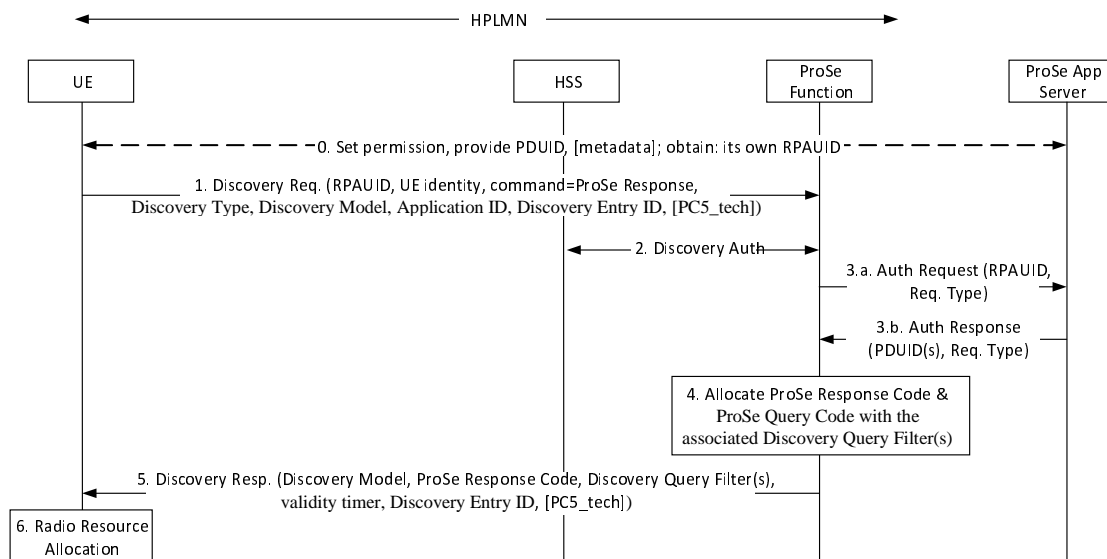 HPLMN
UE
HSS
ProSe
Function
ProSe App
Server
0. Set permission, provide PDUID, [metadata]; obtain: its own RPAUID
1. Discovery Req. (RPAUID, UE identity, command=ProSe Response,
Discovery Type, Discovery Model, Application ID, Discovery Entry ID, [PC5_tech])
2. Discovery Auth
3.a. Auth Request (RPAUID,
Req. Type)
3.b. Auth Response
(PDUID(s), Req. Type)
4. Allocate ProSe Response Code &
ProSe Query Code with the
associated Discovery Query Filter(s)
5. Discovery Resp. (Discovery Model, ProSe Response Code, Discovery Query Filter(s),
validity timer, Discovery Entry ID, [PC5_tech])
6. Radio Resource
Allocation